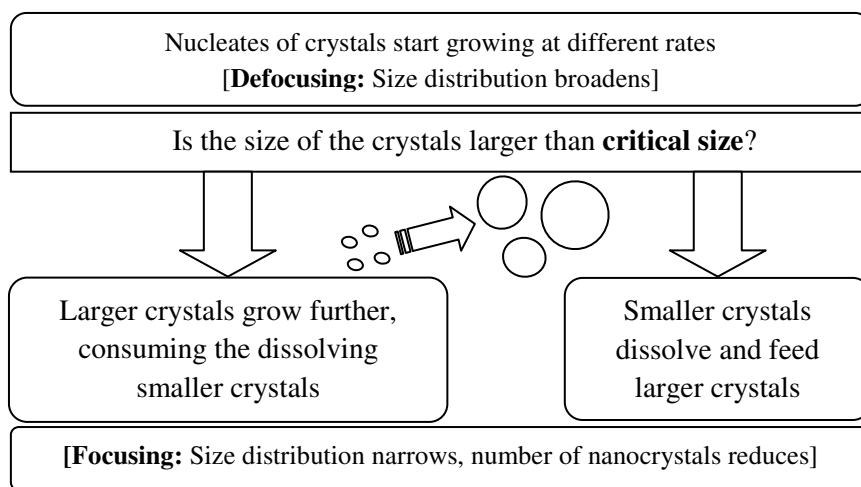 Nucleates of crystals start growing at different rates
[Defocusing: Size distribution broadens]
Is the size of the crystals larger than critical size?
Larger crystals grow further,
consuming the dissolving
smaller crystals
Smaller crystals
dissolve and feed
larger crystals
[Focusing: Size distribution narrows, number of nanocrystals reduces]